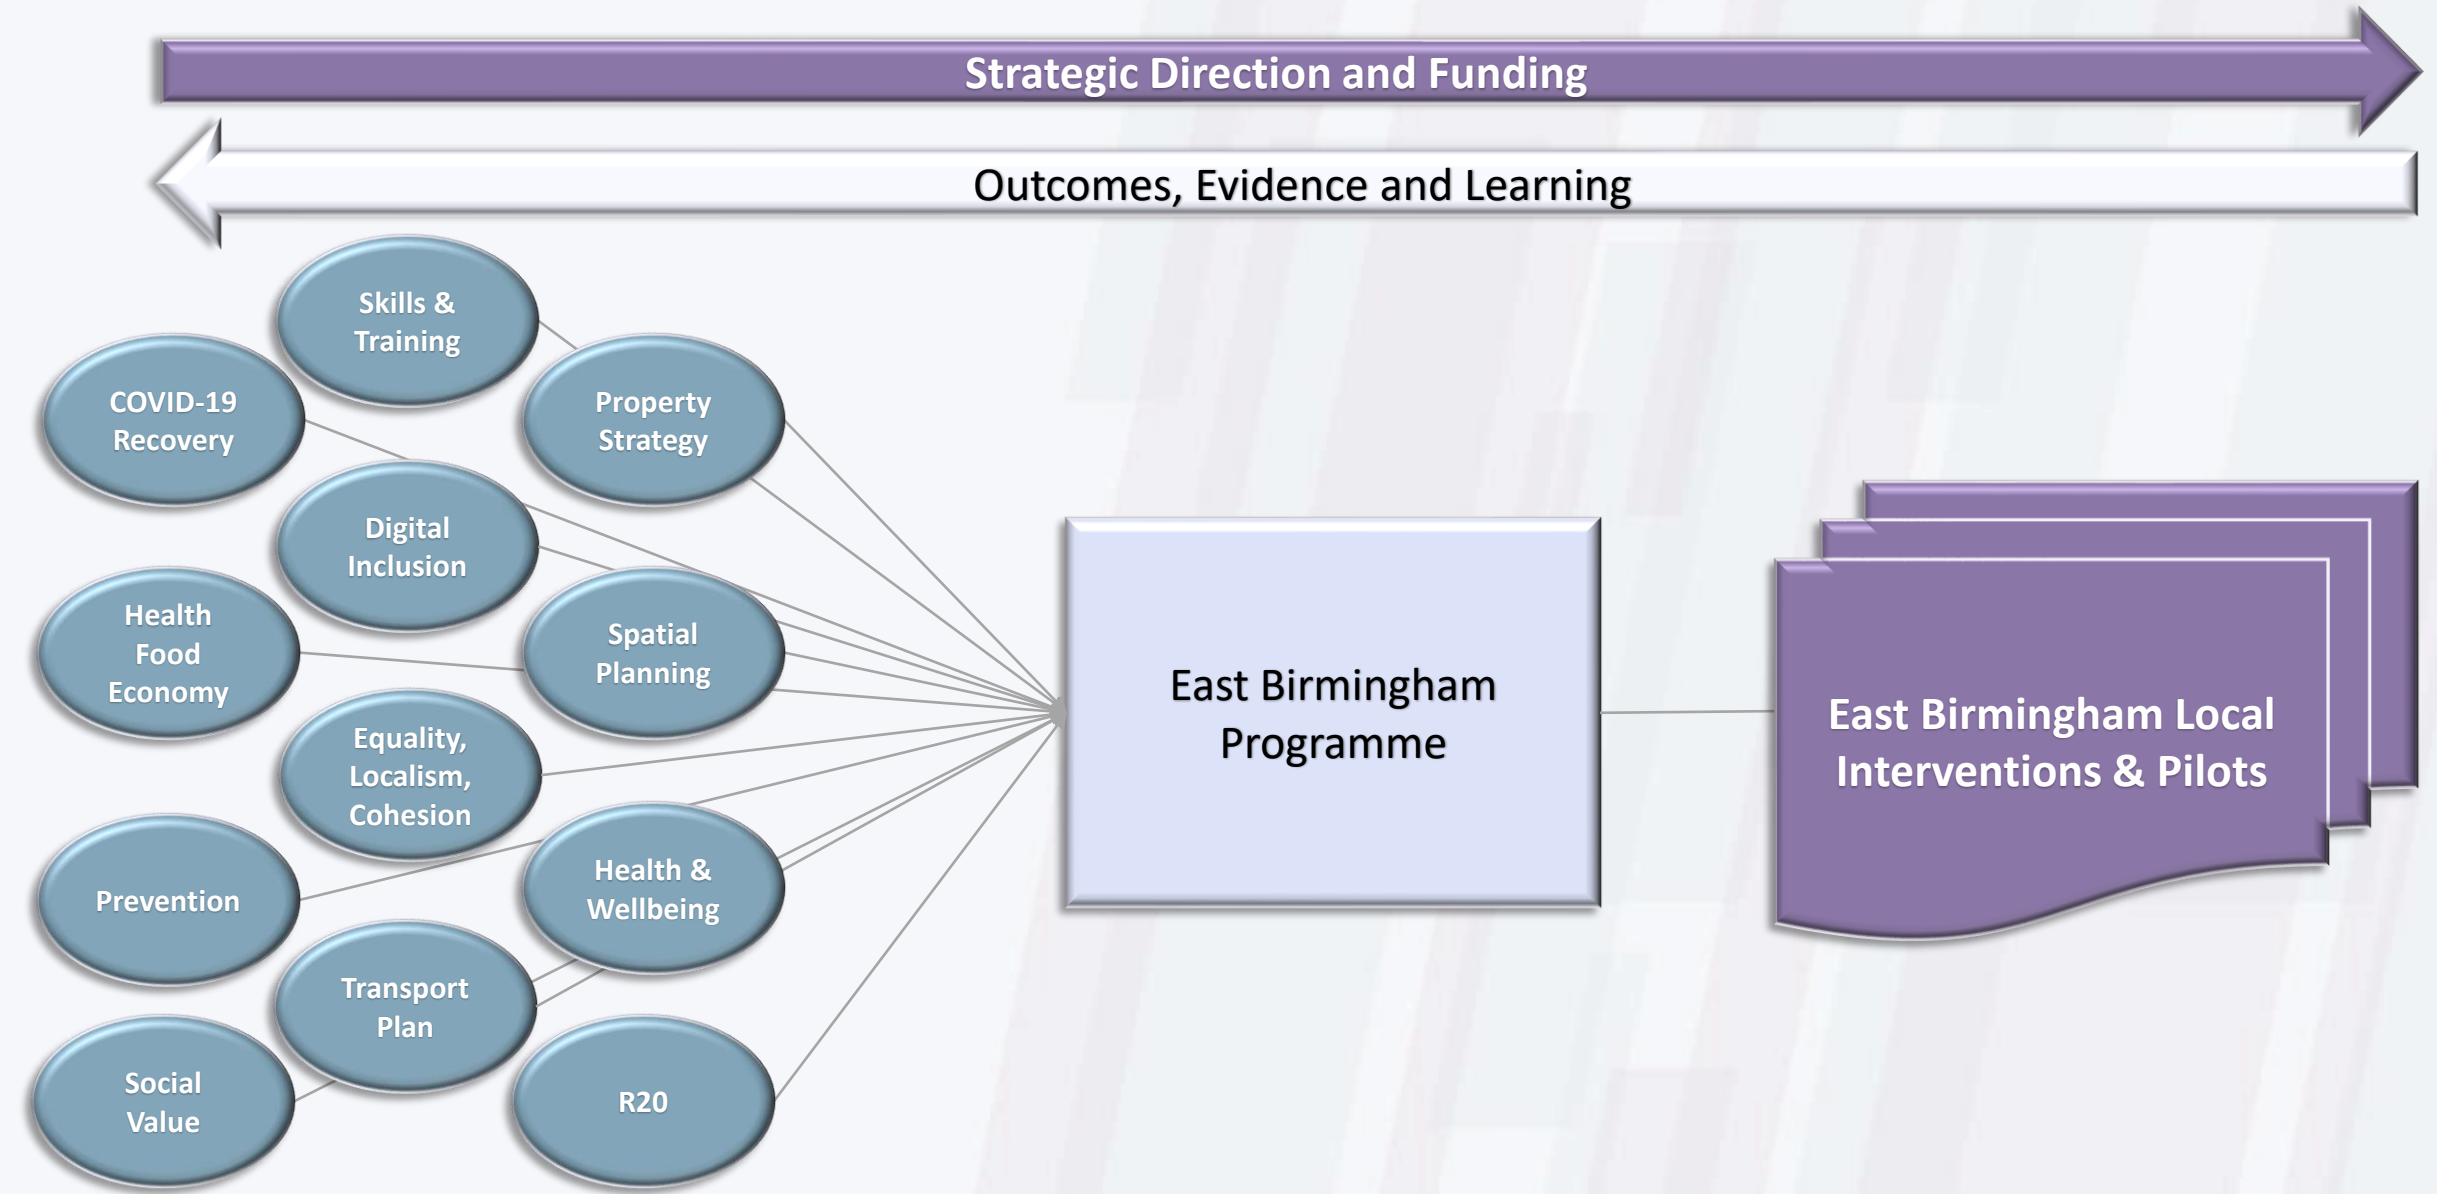 Strategic Direction and Funding
Outcomes, Evidence and Learning
Skills &
Training
COVID-19
Recovery
Property
Strategy
Digital
Inclusion
Health
Food
Economy
Spatial
Planning
Equality,
Localism,
Cohesion
Prevention
Health &
Wellbeing
Transport
Plan
Social
Value
R20
East Birmingham
Programme
East Birmingham Local
Interventions & Pilots